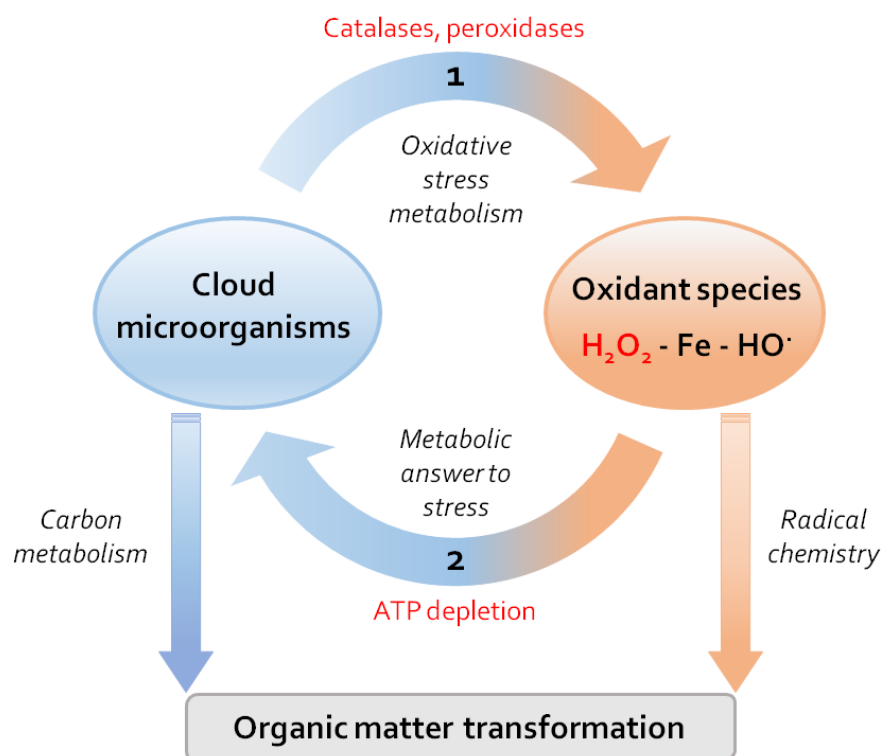 Catalases, peroxidases
1
Oxidative
stress
metabolism
Cloud
microorganisms
Oxidant species
H₂O₂ - Fe - HO·
Metabolic
answer to
stress
2
ATP depletion
Carbon
metabolism
Radical
chemistry
Organic matter transformation